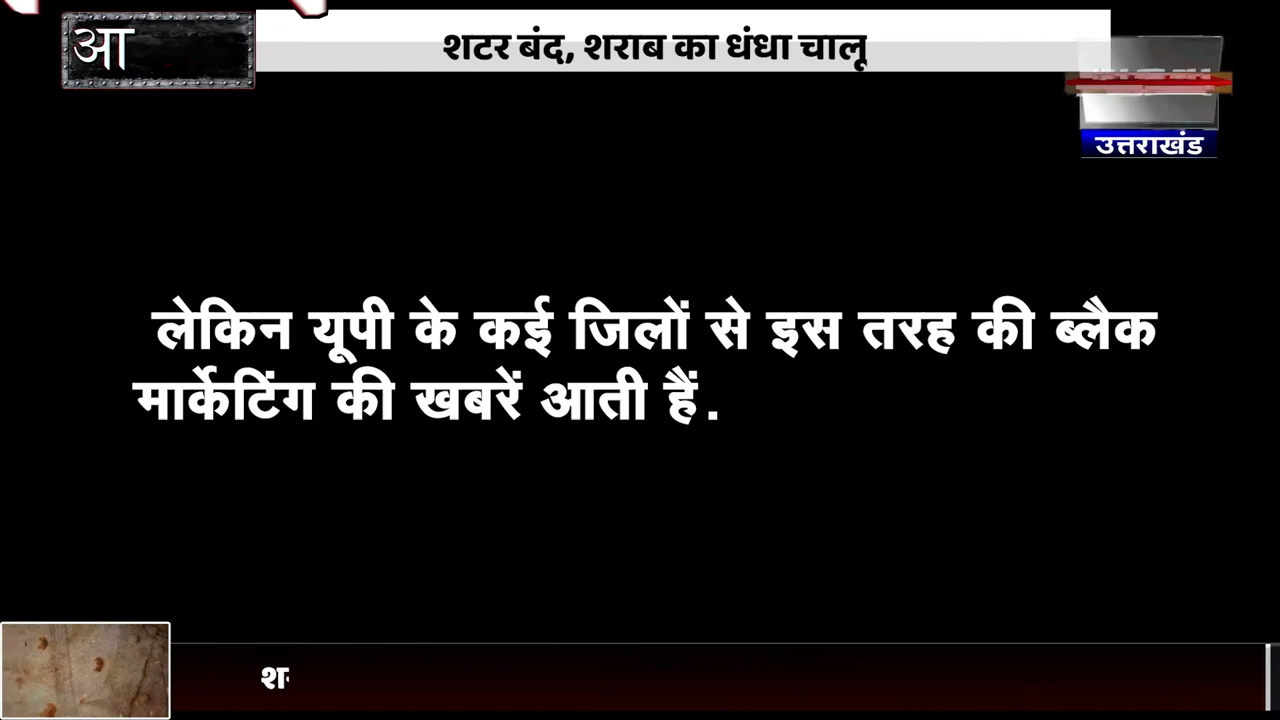 आ
शटर बंद, शराब का धंधा चालू
उत्तराखंड
लेकिन यूपी के कई जिलों से इस तरह की ब्लैक
मार्केटिंग की खबरें आती हैं.